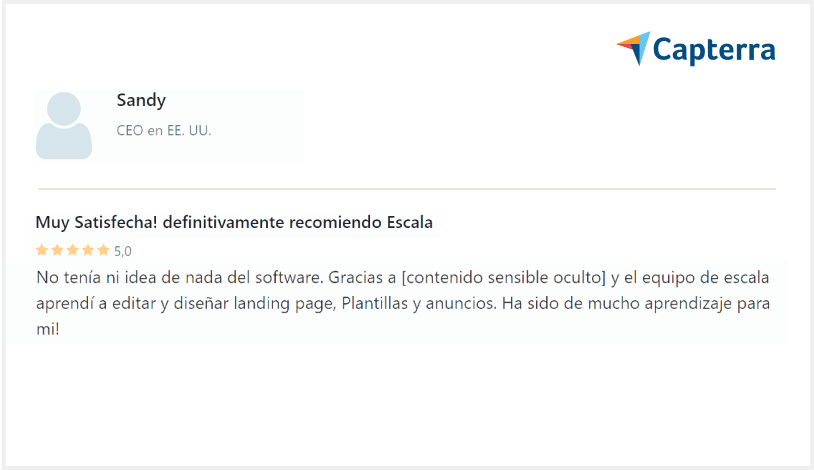 Capterra
Sandy
CEO en EE. UU.
Muy Satisfecha! definitivamente recomiendo Escala
5,0
No tenía ni idea de nada del software. Gracias a [contenido sensible oculto] y el equipo de escala
aprendí a editar y diseñar landing page, Plantillas y anuncios. Ha sido de mucho aprendizaje para
mi!